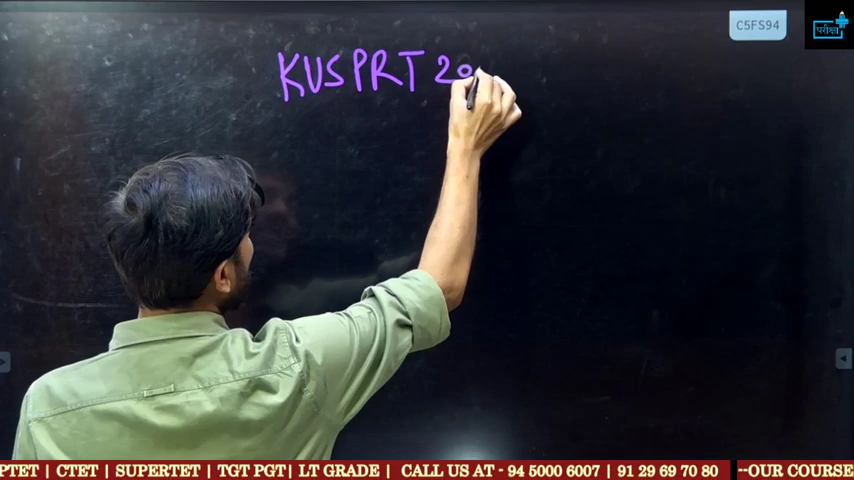 C5FS94
परीक्षा
KUSPRT 20
PTET | CTET | SUPERTET | TGT PGT| LT GRADE | CALL US AT - 94 5000 6007 | 91 29 69 70 80 --OUR COURSE